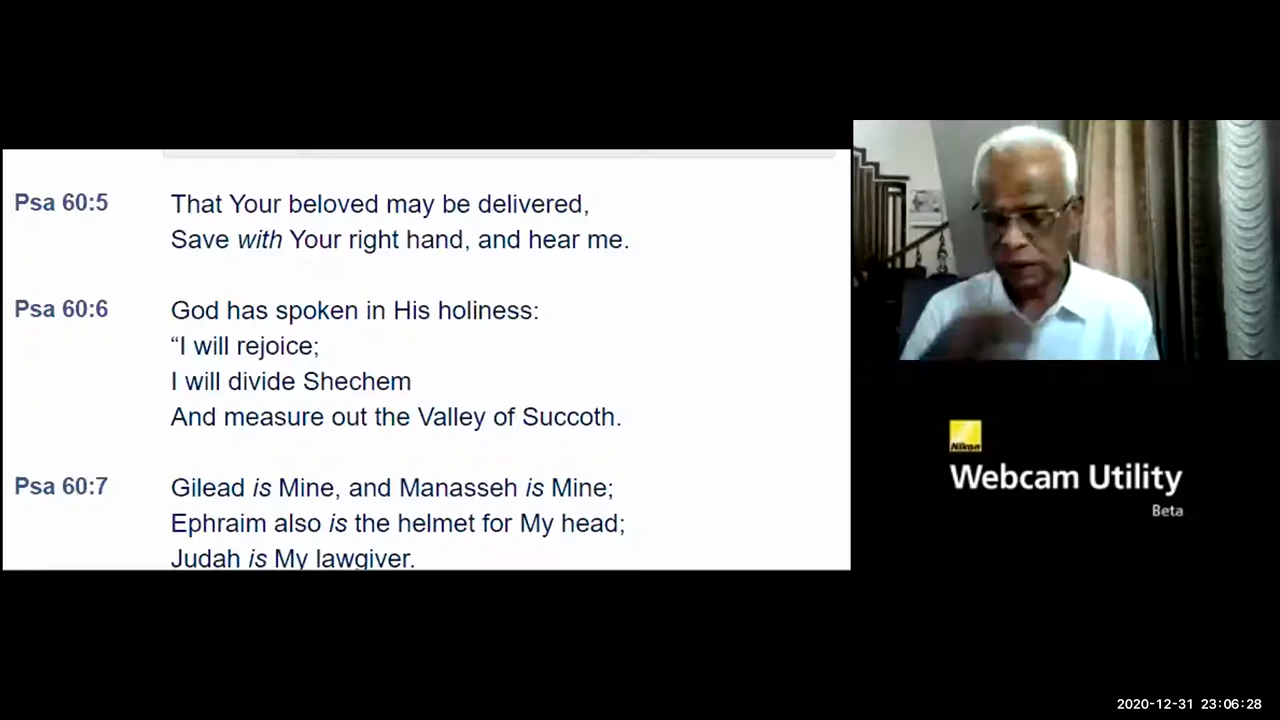 Psa 60:5
That Your beloved may be delivered,
Save with Your right hand, and hear me.
Psa 60:6
God has spoken in His holiness:
“I will rejoice;
I will divide Shechem
And measure out the Valley of Succoth.
Psa 60:7
Gilead is Mine, and Manasseh is Mine;
Ephraim also is the helmet for My head;
Judah is My lawgiver.
Nikon
Webcam Utility
Beta
2020-12-31 23:06:28